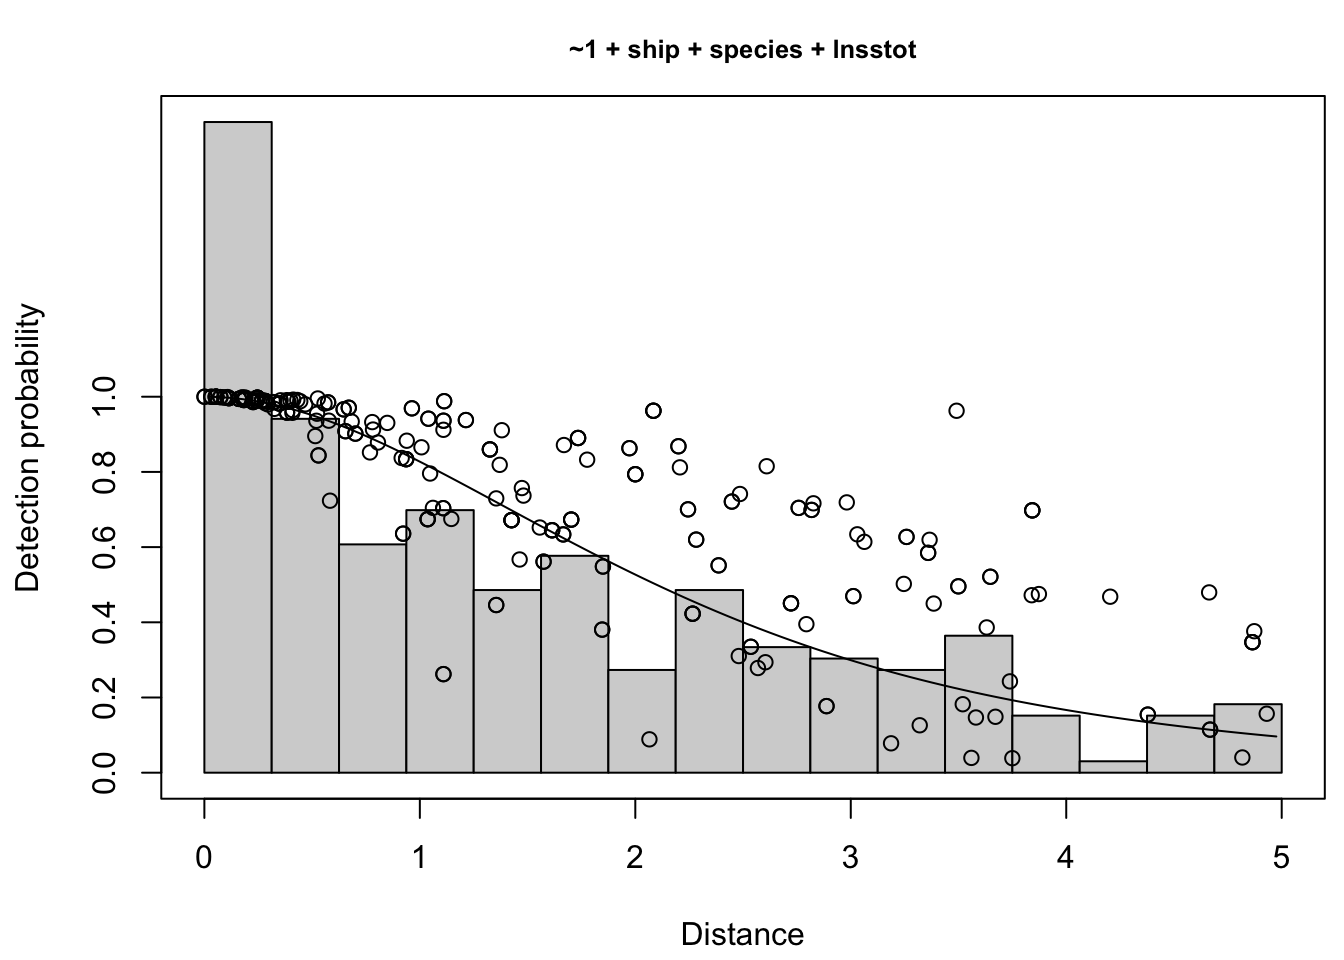 ~1 + ship + species + lnsstot
Detection probability
1.0
0.8
0.6
0.4
0.2
0.0
0 1 2 3 4 5
Distance